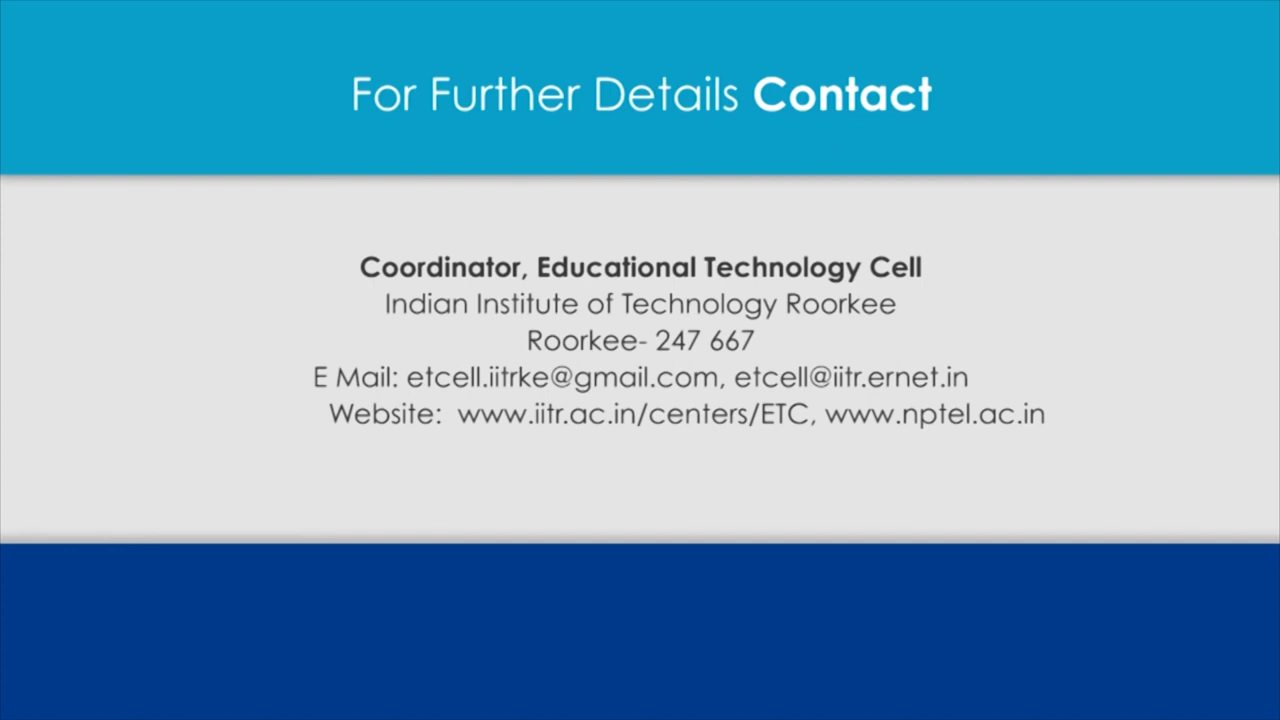 For Further Details Contact
Coordinator, Educational Technology Cell
Indian Institute of Technology Roorkee
Roorkee- 247 667
E Mail: etcell.iitrke@gmail.com, etcell@iitr.ernet.in
Website:  www.iitr.ac.in/centers/ETC, www.nptel.ac.in